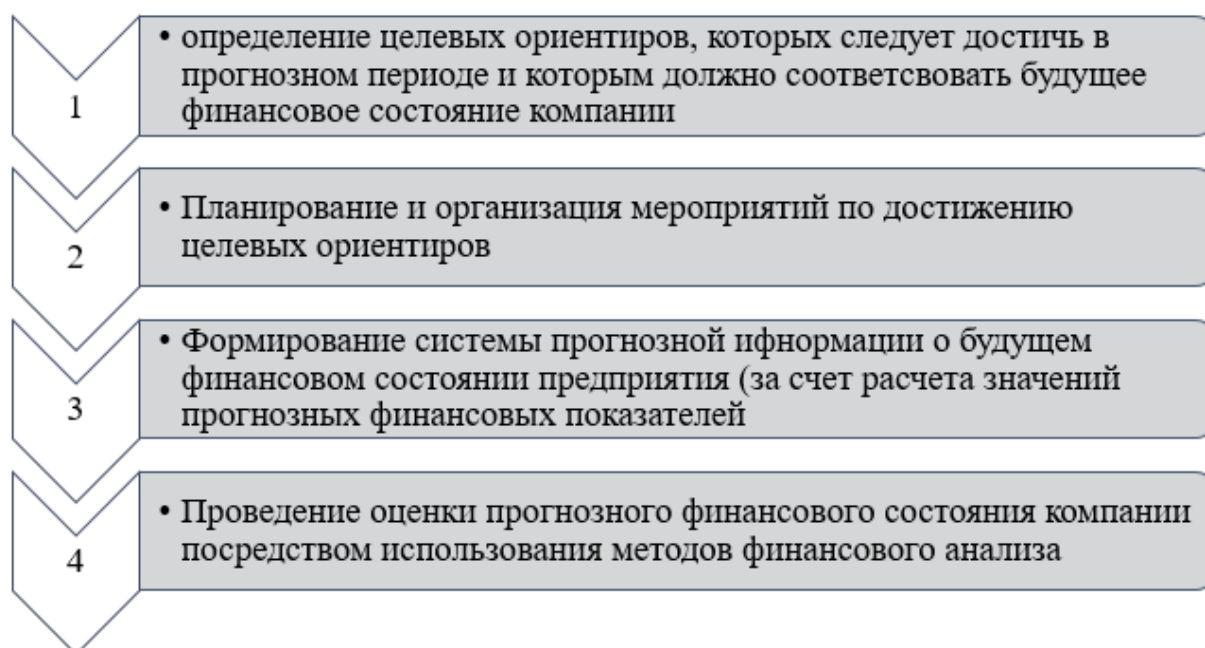 1
• определение целевых ориентиров, которых следует достичь в
прогнозном периоде и которым должно соответсвовать будущее
финансовое состояние компании
2
• Планирование и организация мероприятий по достижению
целевых ориентиров
3
• Формирование системы прогнозной ифнормации о будущем
финансовом состоянии предприятия (за счет расчета значений
прогнозных финансовых показателей
4
• Проведение оценки прогнозного финансового состояния компании
посредством использования методов финансового анализа